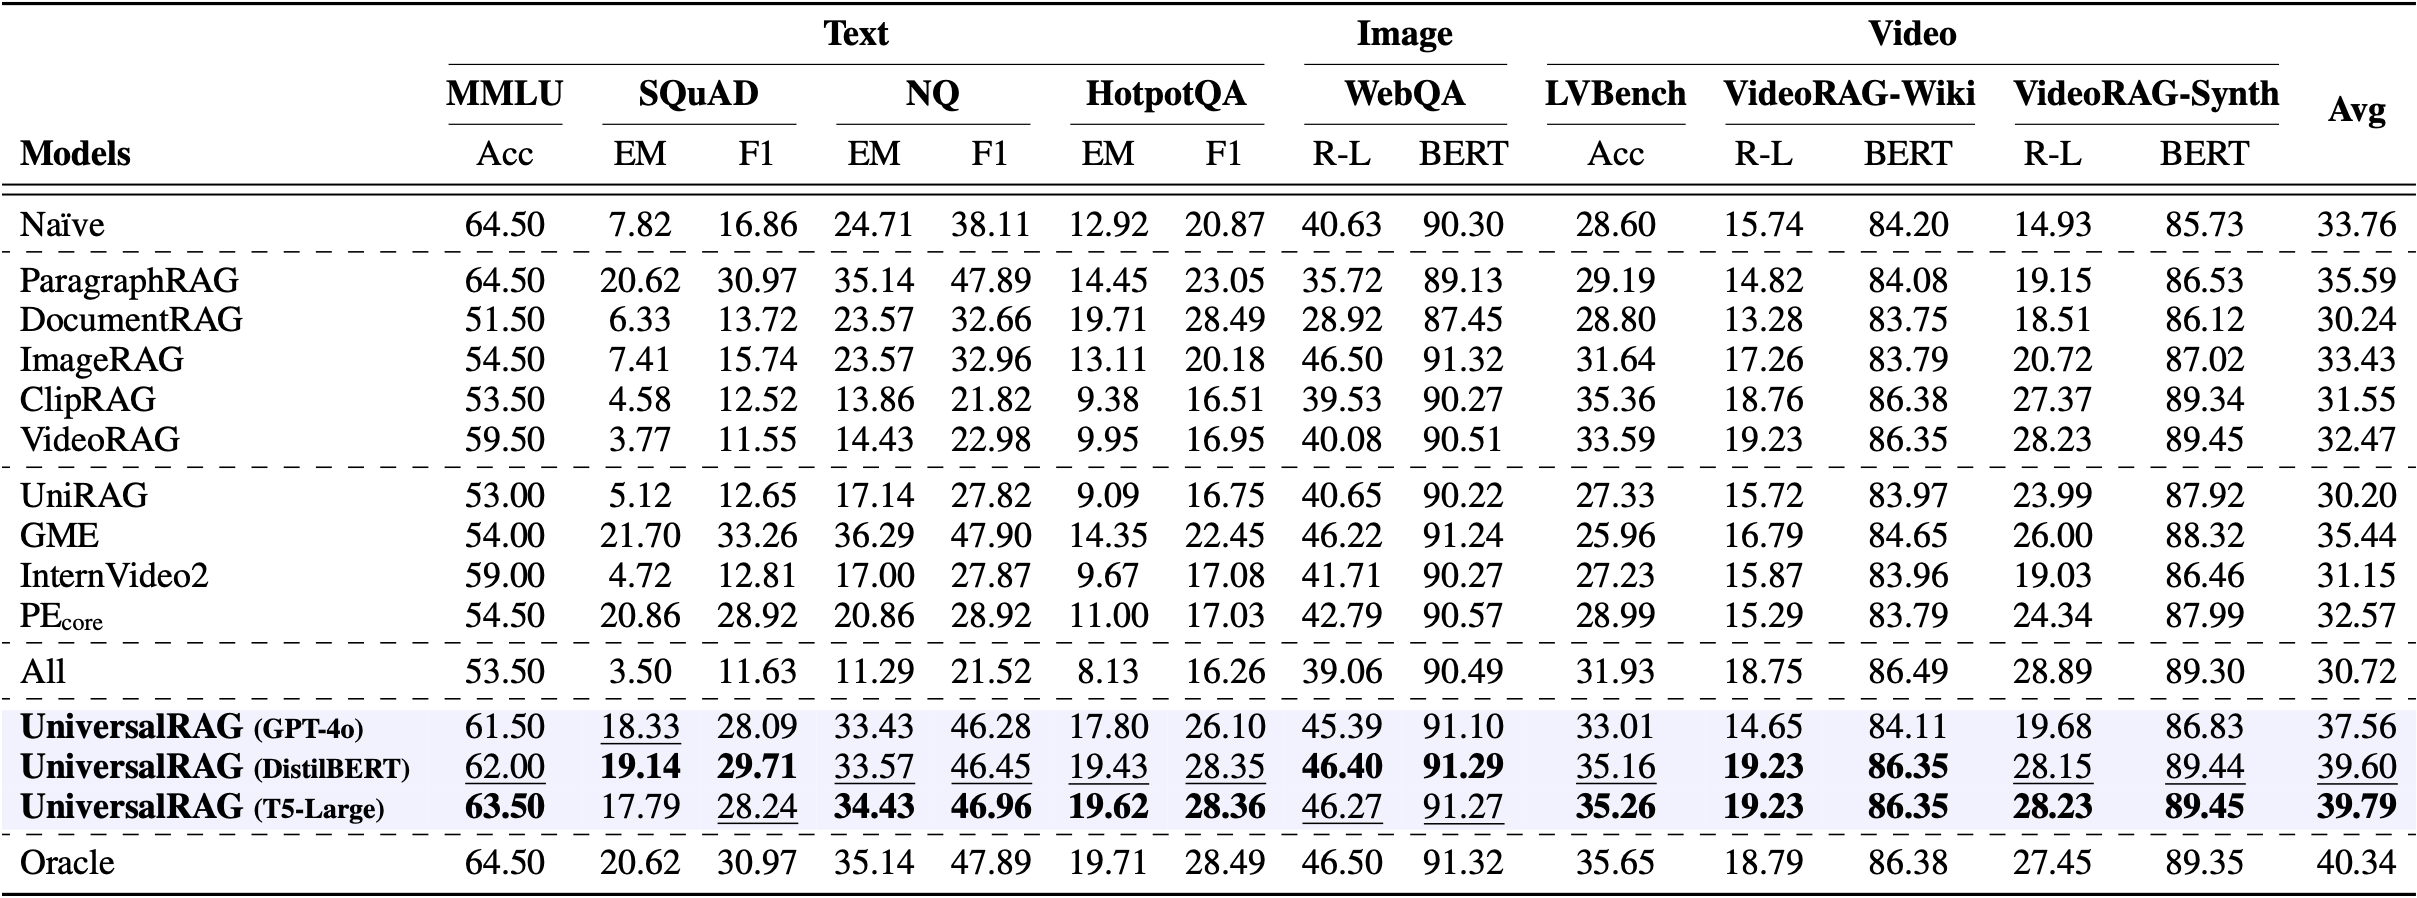 Text Image Video
MMLU SQuAD NQ HotpotQA WebQA LVBench VideoRAG-Wiki VideoRAG-Synth Avg
Models Acc EM F1 EM F1 EM F1 R-L BERT Acc R-L BERT R-L BERT
Naïve 64.50 7.82 16.86 24.71 38.11 12.92 20.87 40.63 90.30 28.60 15.74 84.20 14.93 85.73 33.76
ParagraphRAG 64.50 20.62 30.97 35.14 47.89 14.45 23.05 35.72 89.13 29.19 14.82 84.08 19.15 86.53 35.59
DocumentRAG 51.50 6.33 13.72 23.57 32.66 19.71 28.49 28.92 87.45 28.80 13.28 83.75 18.51 86.12 30.24
ImageRAG 54.50 7.41 15.74 23.57 32.96 13.11 20.18 46.50 91.32 31.64 17.26 83.79 20.72 87.02 33.43
ClipRAG 53.50 4.58 12.52 13.86 21.82 9.38 16.51 39.53 90.27 35.36 18.76 86.38 27.37 89.34 31.55
VideoRAG 59.50 3.77 11.55 14.43 22.98 9.95 16.95 40.08 90.51 33.59 19.23 86.35 28.23 89.45 32.47
UniRAG 53.00 5.12 12.65 17.14 27.82 9.09 16.75 40.65 90.22 27.33 15.72 83.97 23.99 87.92 30.20
GME 54.00 21.70 33.26 36.29 47.90 14.35 22.45 46.22 91.24 25.96 16.79 84.65 26.00 88.32 35.44
InternVideo2 59.00 4.72 12.81 17.00 27.87 9.67 17.08 41.71 90.27 27.23 15.87 83.96 19.03 86.46 31.15
PEcore 54.50 20.86 28.92 20.86 28.92 11.00 17.03 42.79 90.57 28.99 15.29 83.79 24.34 87.99 32.57
All 53.50 3.50 11.63 11.29 21.52 8.13 16.26 39.06 90.49 31.93 18.75 86.49 28.89 89.30 30.72
UniversalRAG (GPT-4o) 61.50 18.33 28.09 33.43 46.28 17.80 26.10 45.39 91.10 33.01 14.65 84.11 19.68 86.83 37.56
UniversalRAG (DistilBERT) 62.00 19.14 29.71 33.57 46.45 19.43 28.35 46.40 91.29 35.16 19.23 86.35 28.15 89.44 39.60
UniversalRAG (T5-Large) 63.50 17.79 28.24 34.43 46.96 19.62 28.36 46.27 91.27 35.26 19.23 86.35 28.23 89.45 39.79
Oracle 64.50 20.62 30.97 35.14 47.89 19.71 28.49 46.50 91.32 35.65 18.79 86.38 27.45 89.35 40.34